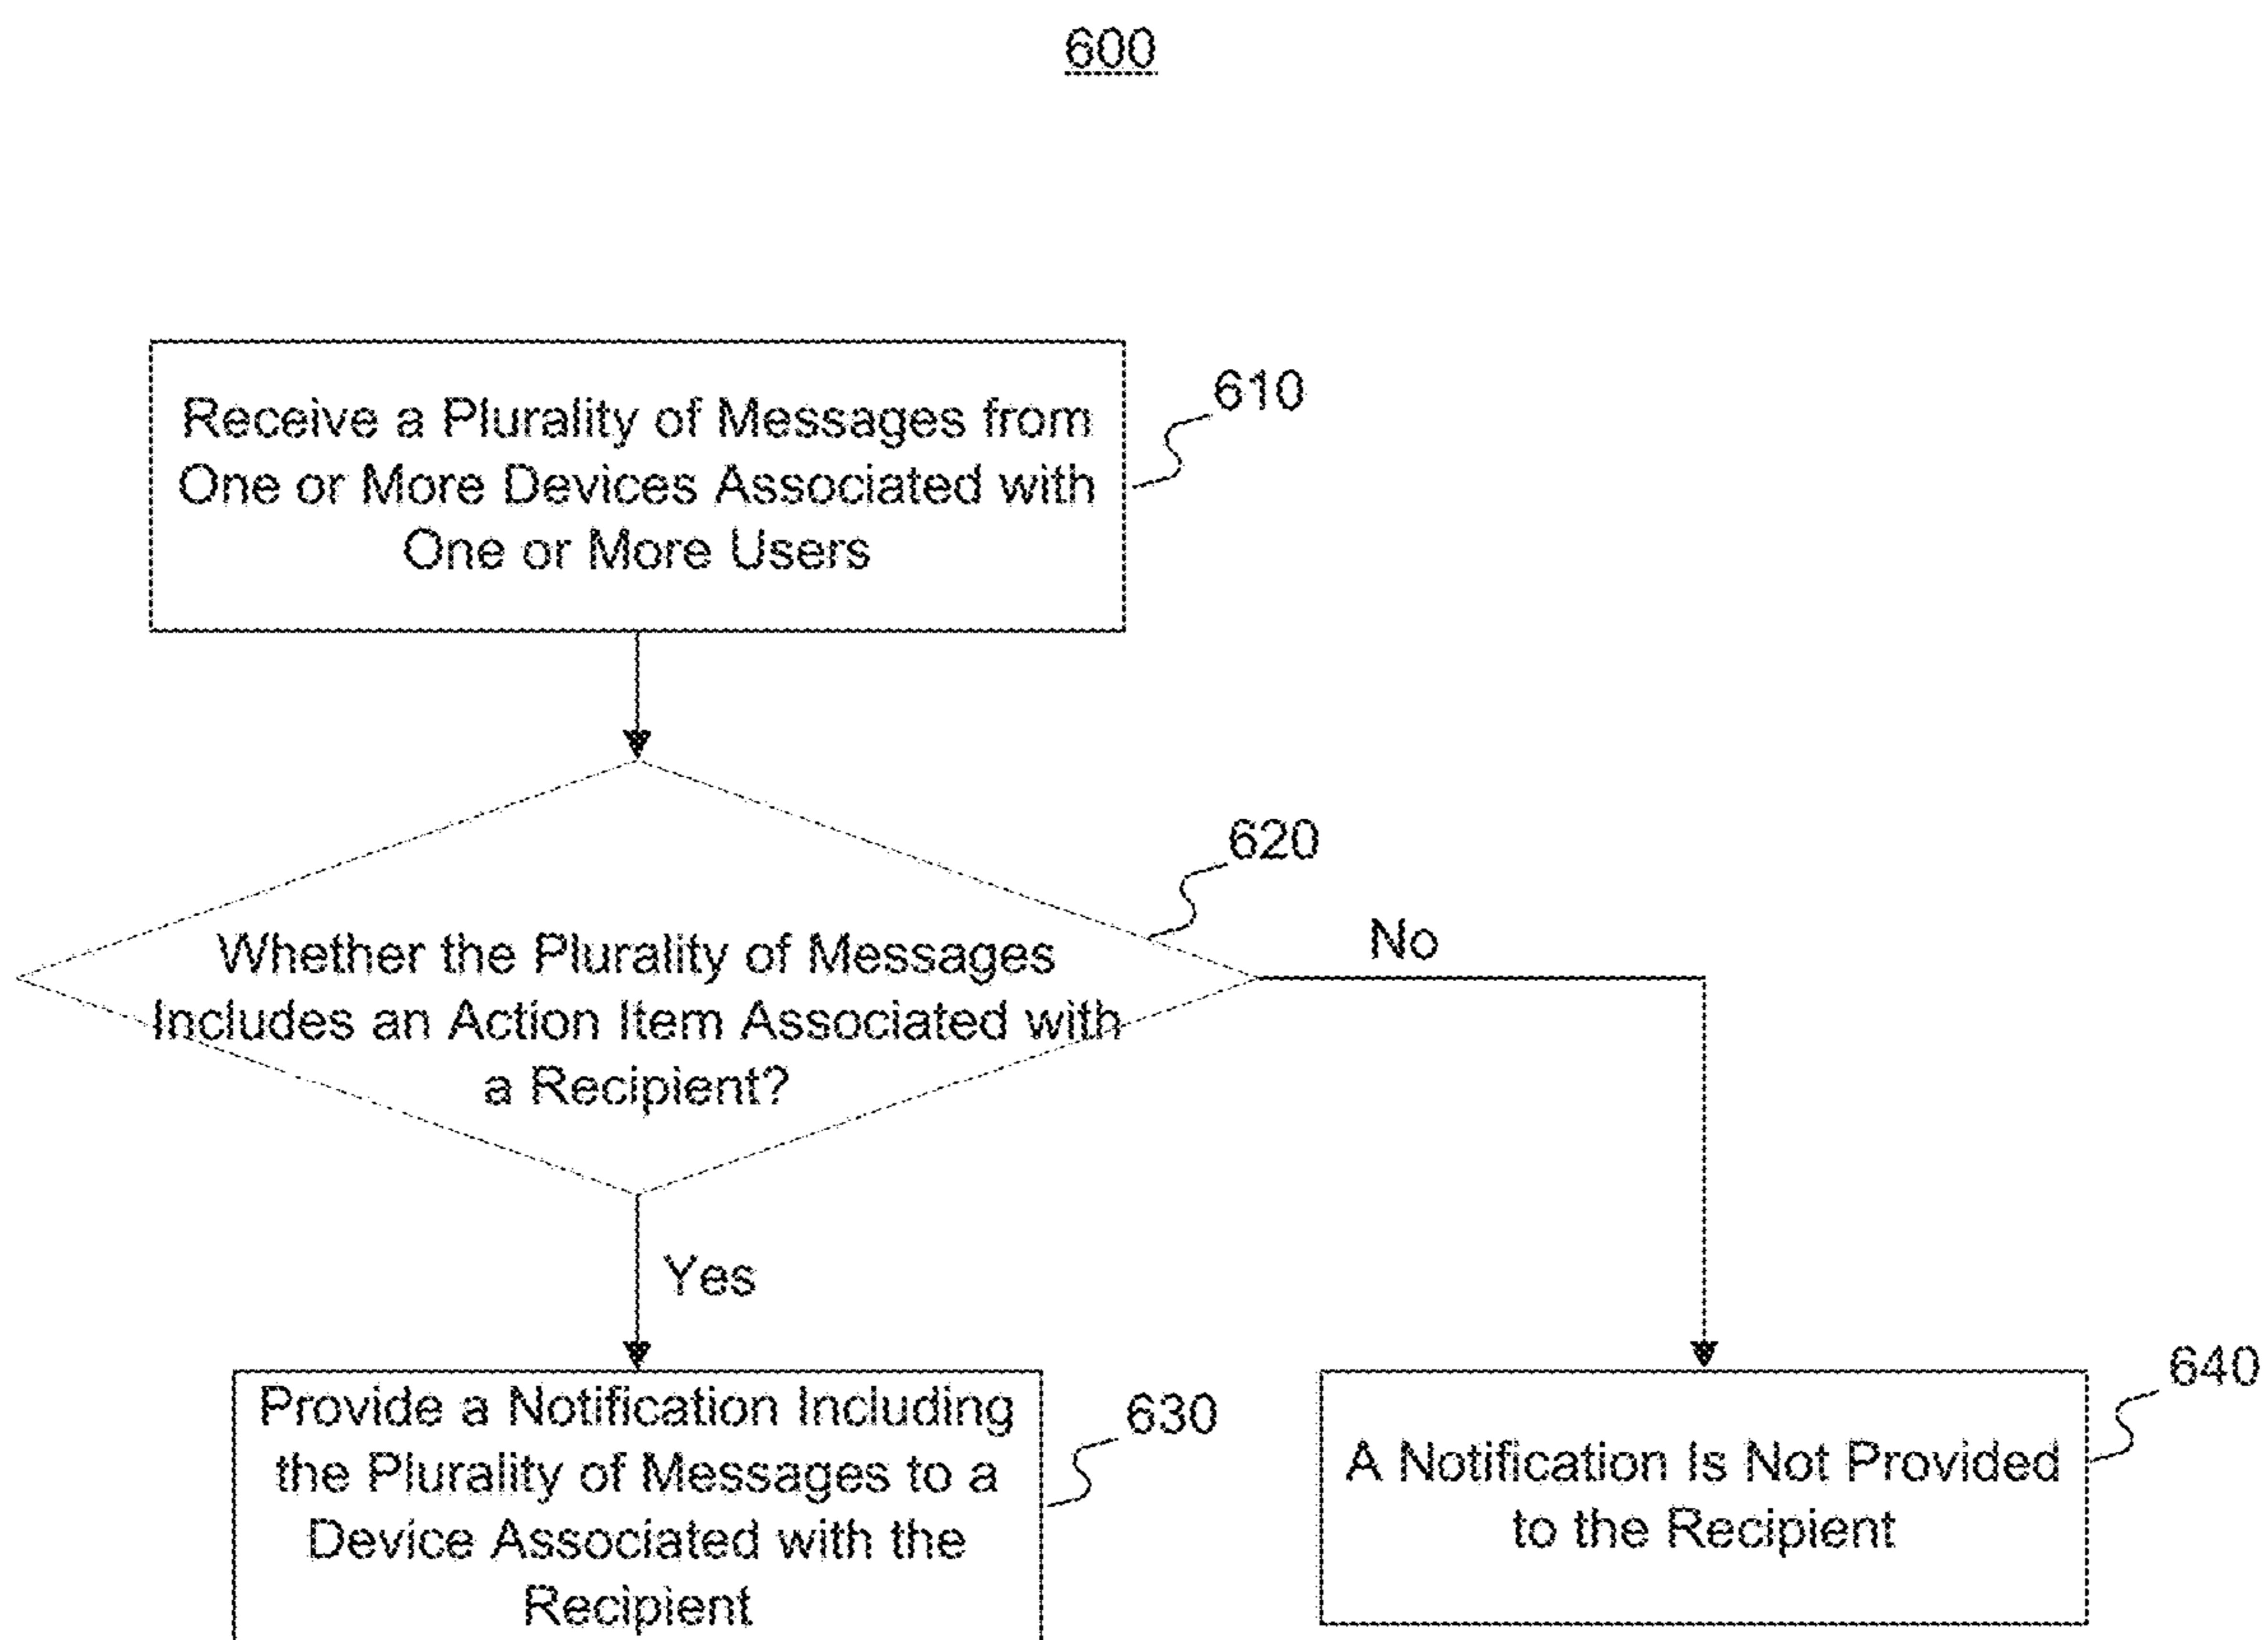 600
Receive a Plurality of Messages from
One or More Devices Associated with
One or More Users
610
620
Whether the Plurality of Messages
Includes an Action Item Associated with
a Recipient?
No
Yes
Provide a Notification Including
the Plurality of Messages to a
Device Associated with the
Recipient
630
A Notification Is Not Provided
to the Recipient
640